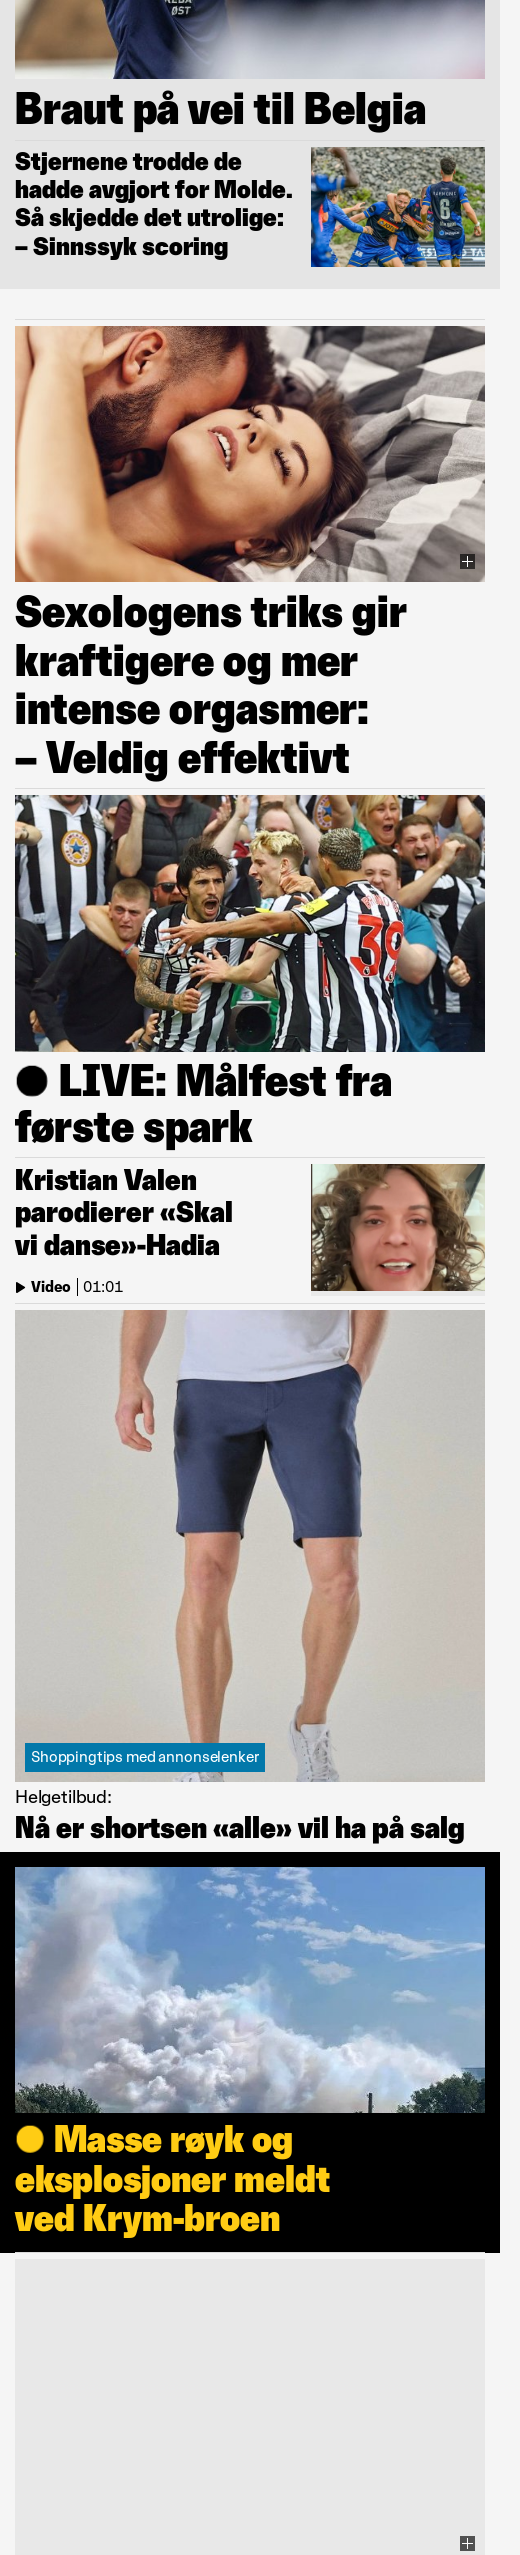 ØST
Braut på vei til Belgia
Stjernene trodde de
hadde avgjort for Molde.
Så skjedde det utrolige:
– Sinnssyk scoring
6
Sexologens triks gir
kraftigere og mer
intense orgasmer:
– Veldig effektivt
39
LIVE: Målfest fra
første spark
Kristian Valen
parodierer «Skal
vi danse»-Hadia
Video 01:01
Shoppingtips med annonselenker
Helgetilbud:
Nå er shortsen «alle» vil ha på salg
Masse røyk og
eksplosjoner meldt
ved Krym-broen